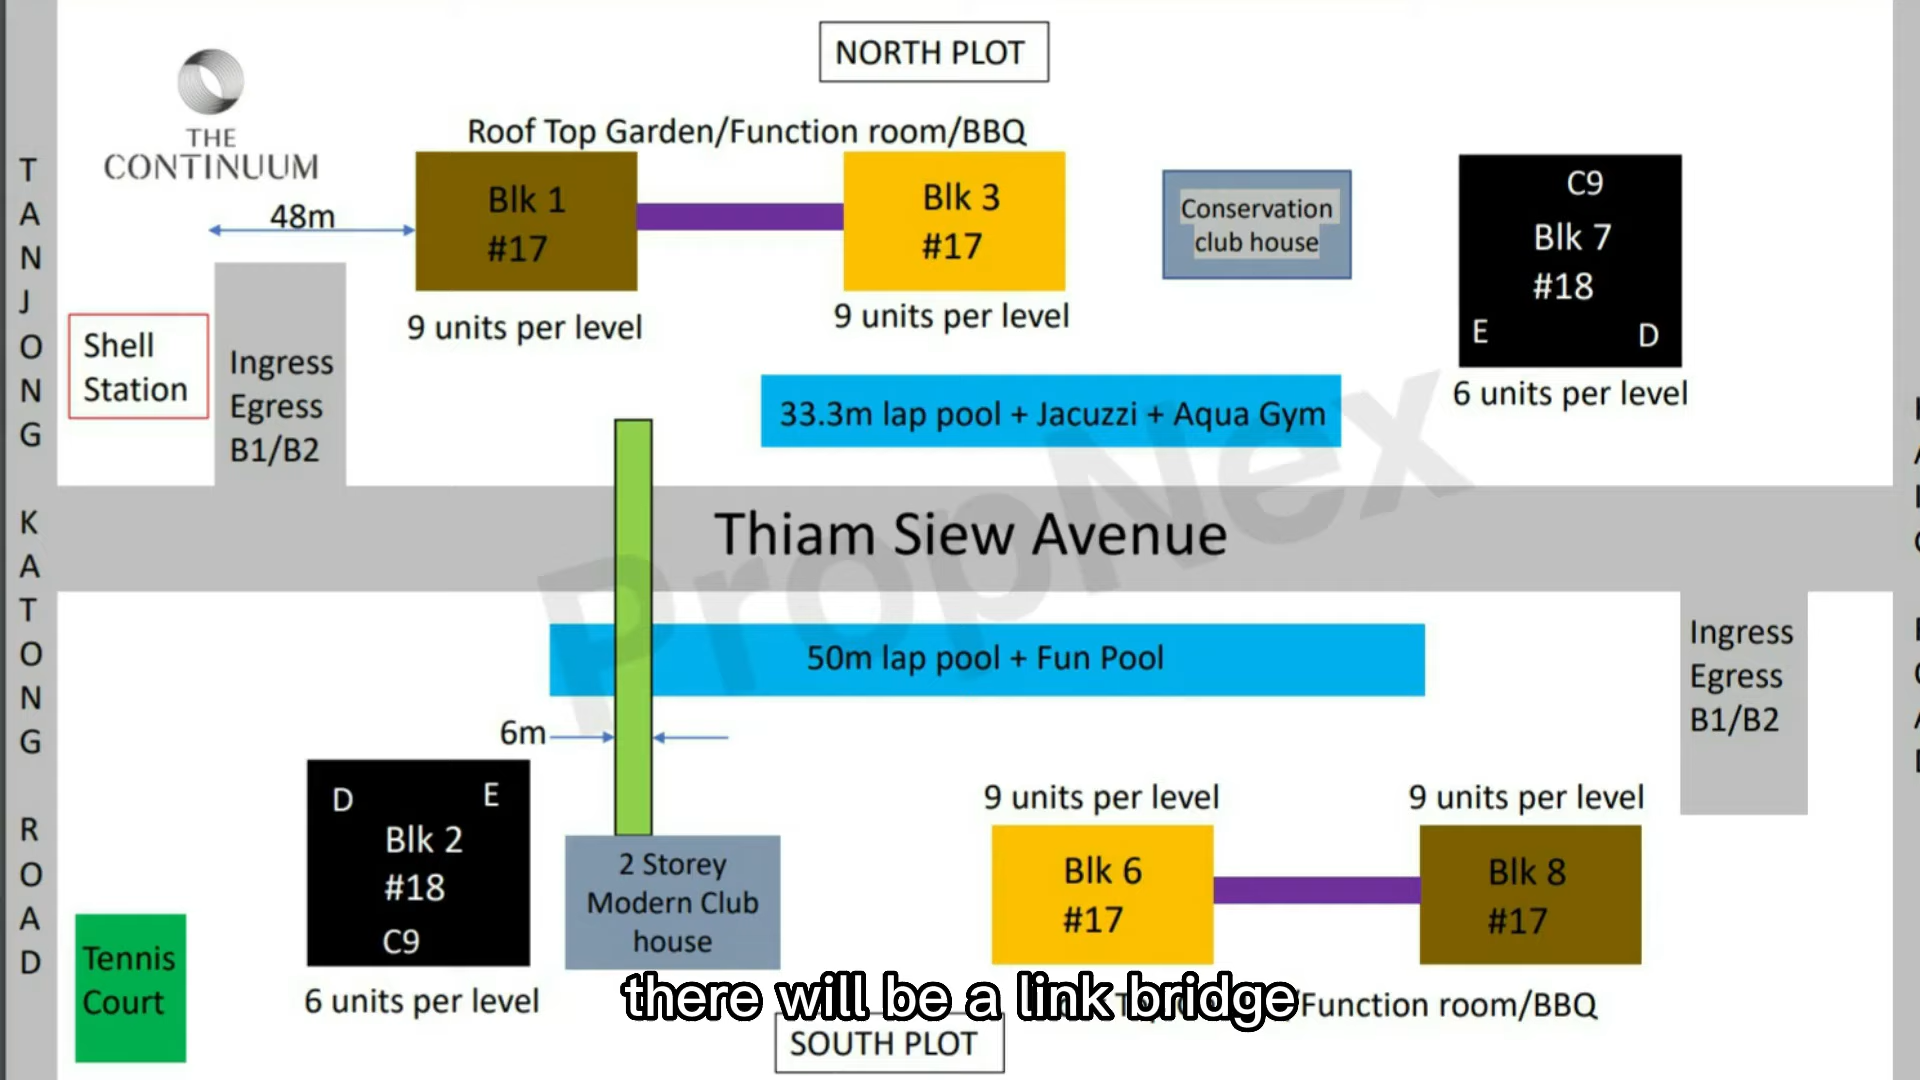 NORTH PLOT
THE
CONTINUUM
Roof Top Garden/Function room/BBQ
48m
Blk 1
#17
Blk 3
#17
Conservation
club house
C9
Blk 7
#18
E
D
9 units per level
9 units per level
6 units per level
Shell
Station
Ingress
Egress
B1/B2
33.3m lap pool + Jacuzzi + Aqua Gym
TANJONG KATONG ROAD
Thiam Siew Avenue
PropNex
50m lap pool + Fun Pool
Ingress
Egress
B1/B2
6m
D
E
Blk 2
#18
C9
6 units per level
2 Storey
Modern Club
house
9 units per level
9 units per level
Blk 6
#17
Blk 8
#17
Tennis
Court
/Function room/BBQ
there will be a link bridge
SOUTH PLOT